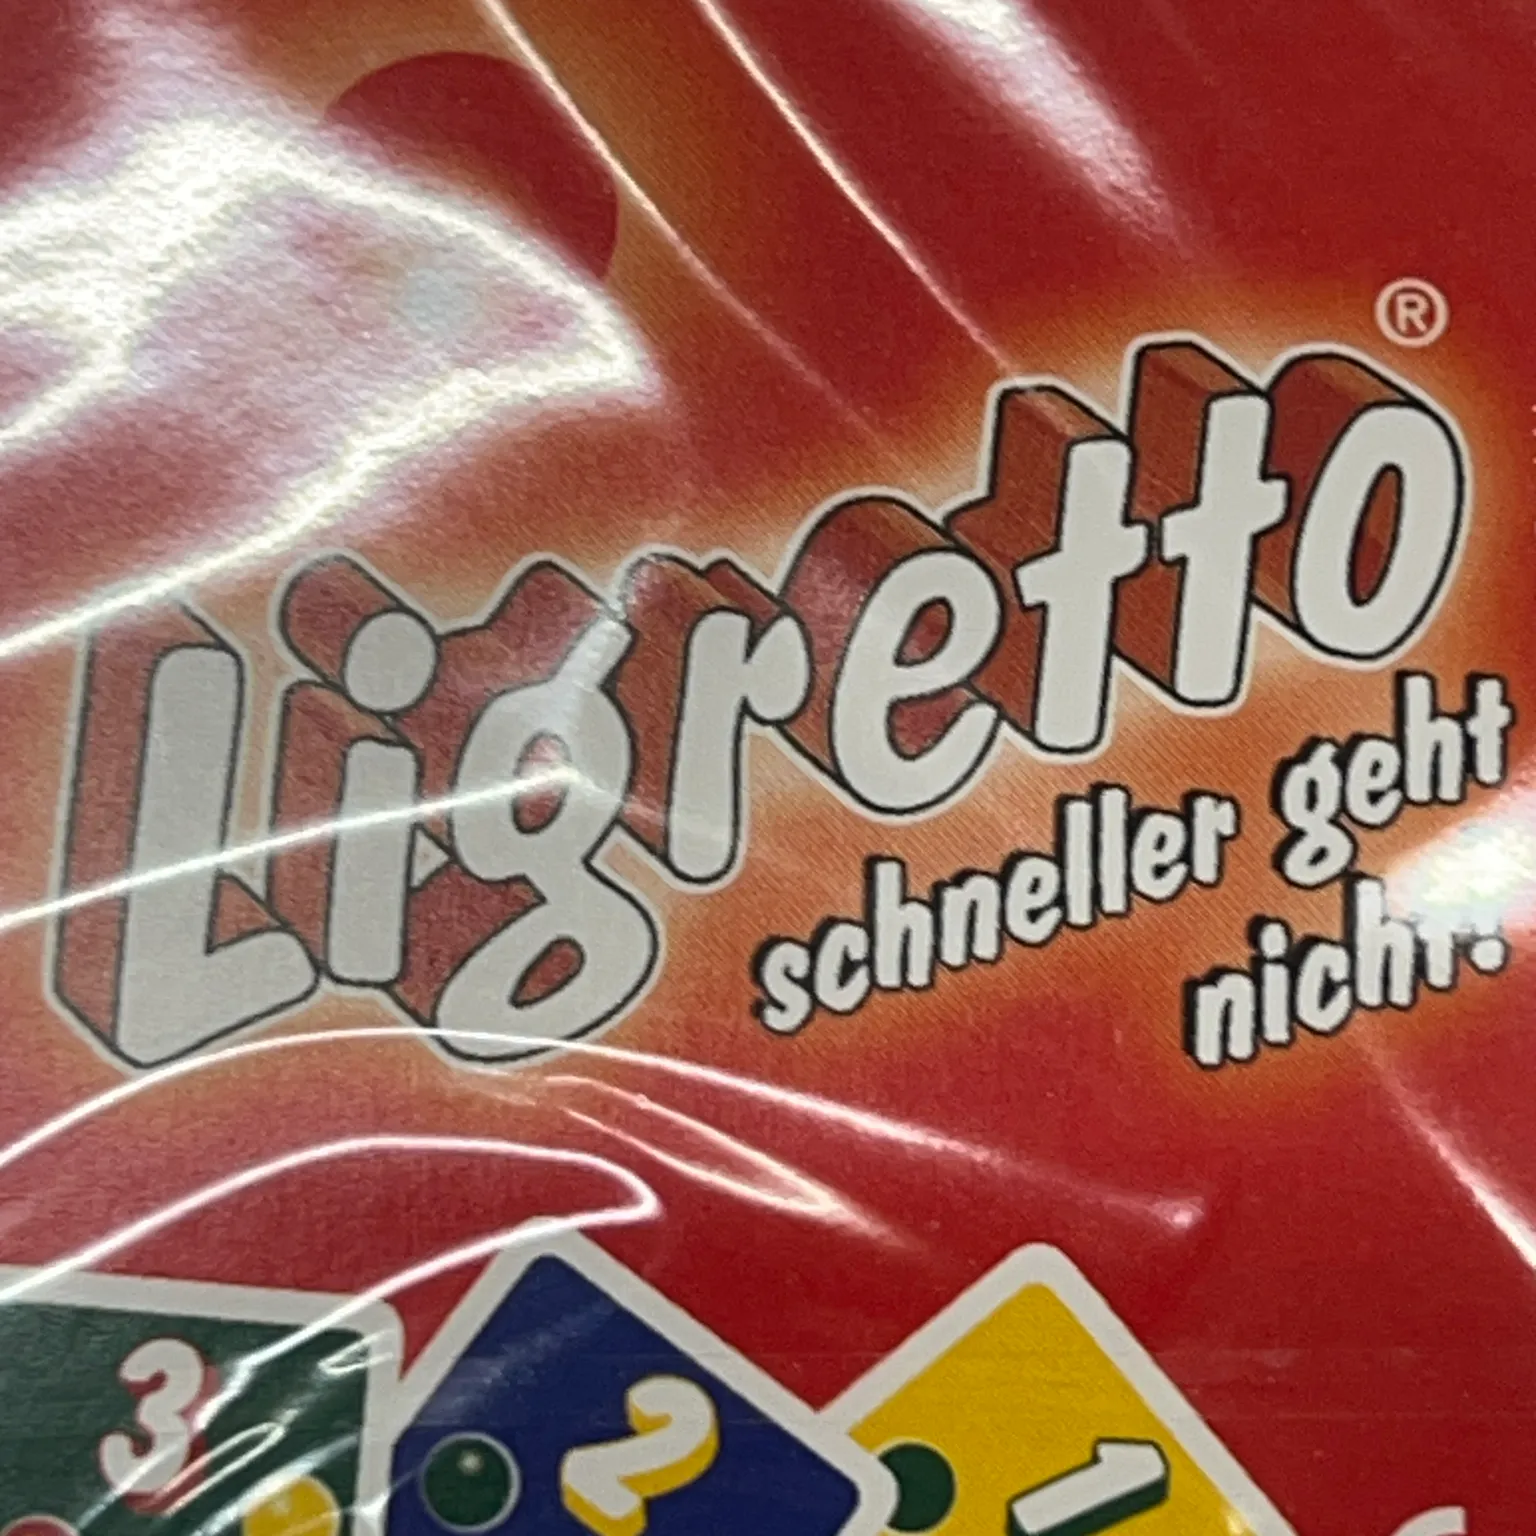 Ligretto®
schneller geht
nicht!
3
2
1